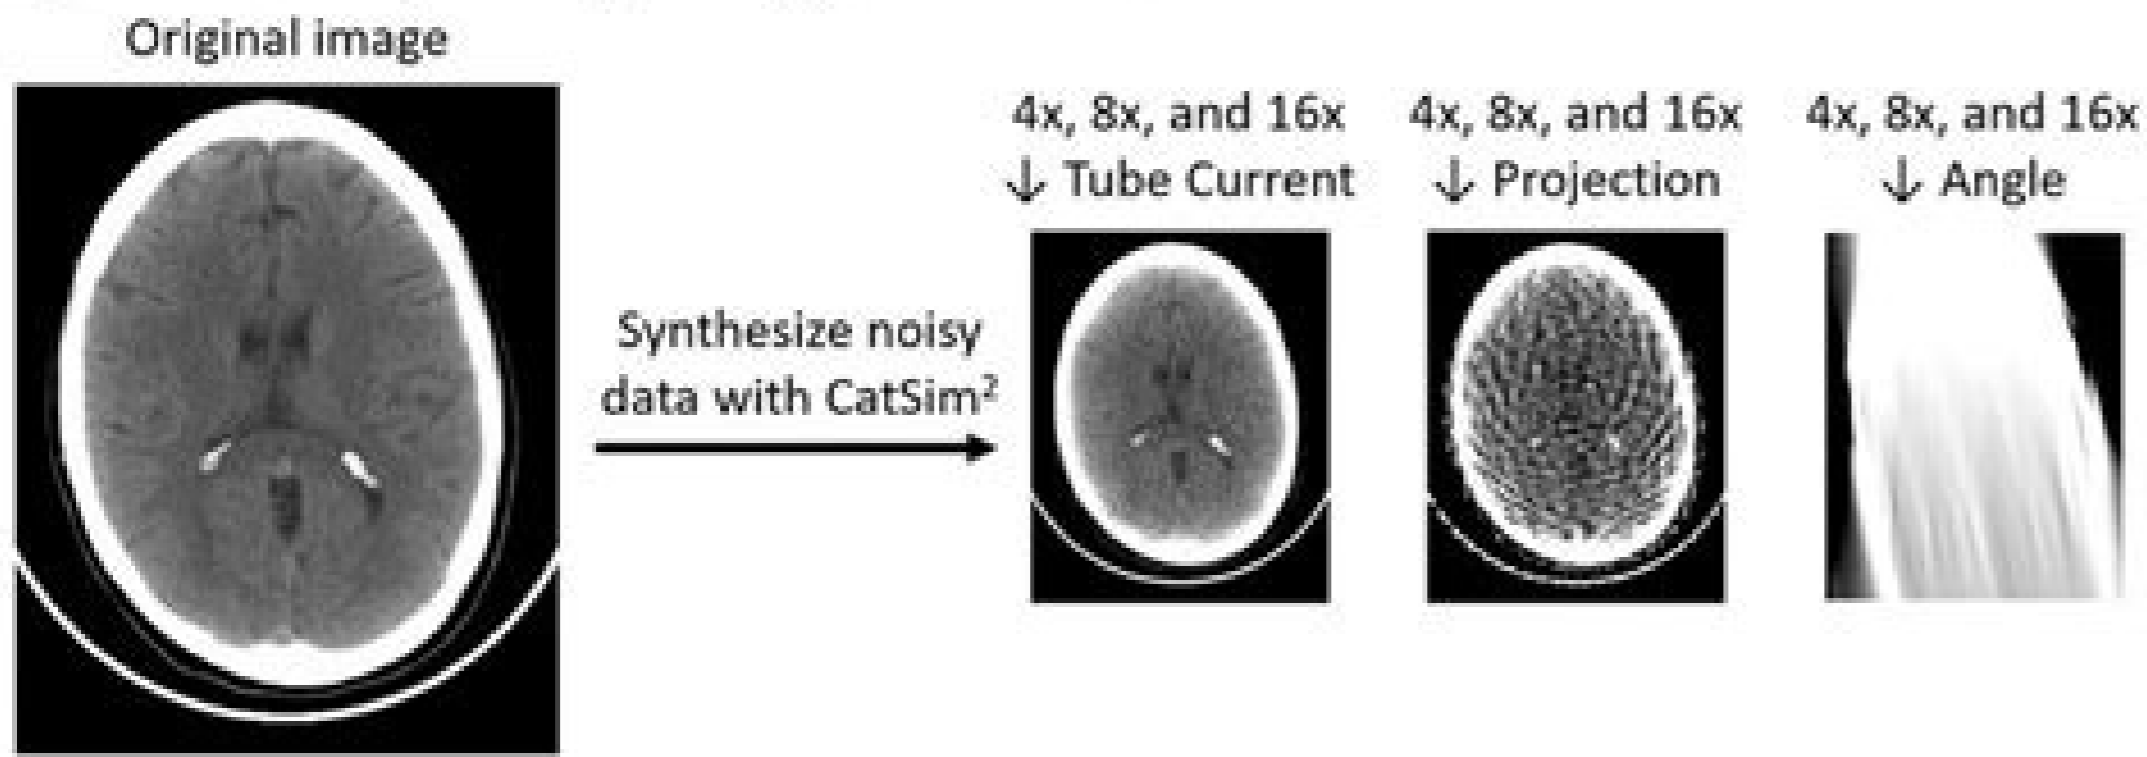 Original image
4x, 8x, and 16x
↓ Tube Current
4x, 8x, and 16x
↓ Projection
4x, 8x, and 16x
↓ Angle
Synthesize noisy
data with CatSim²